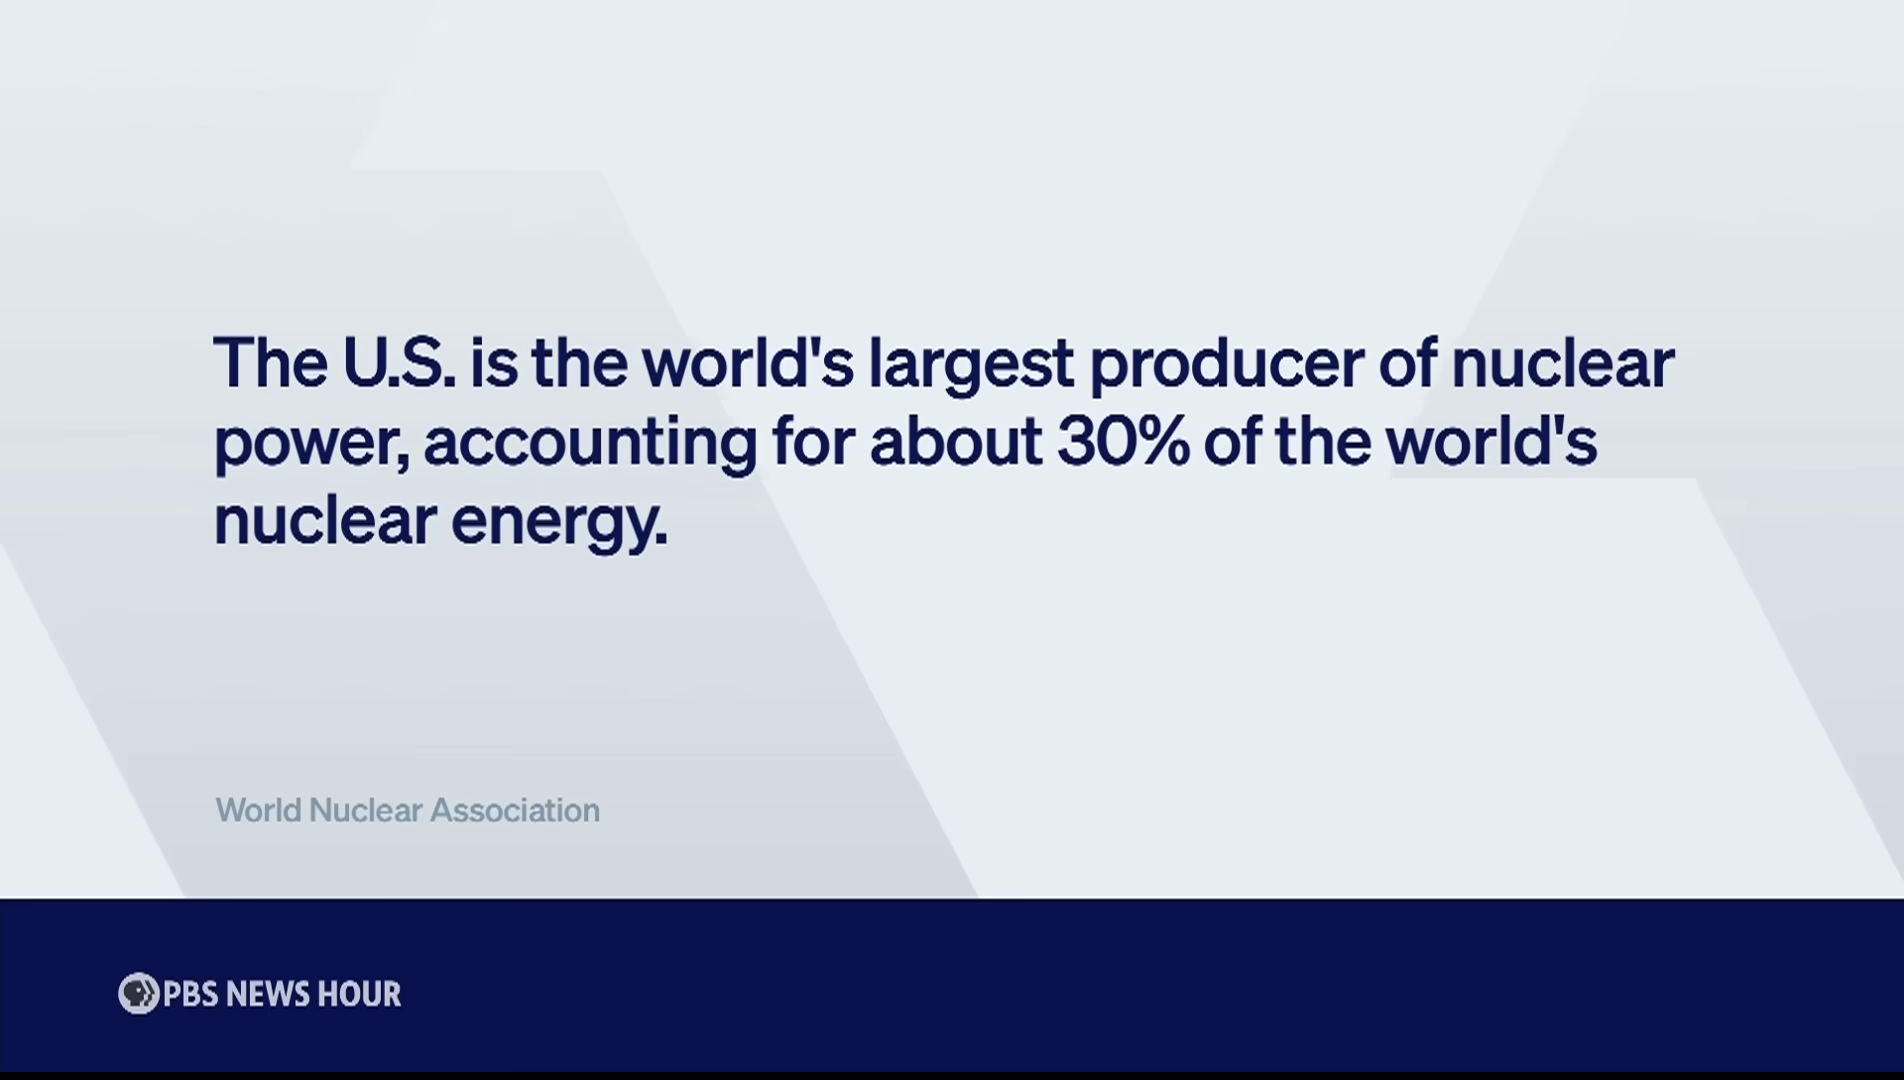 The U.S. is the world's largest producer of nuclear
power, accounting for about 30% of the world's
nuclear energy.
World Nuclear Association
PBS NEWS HOUR